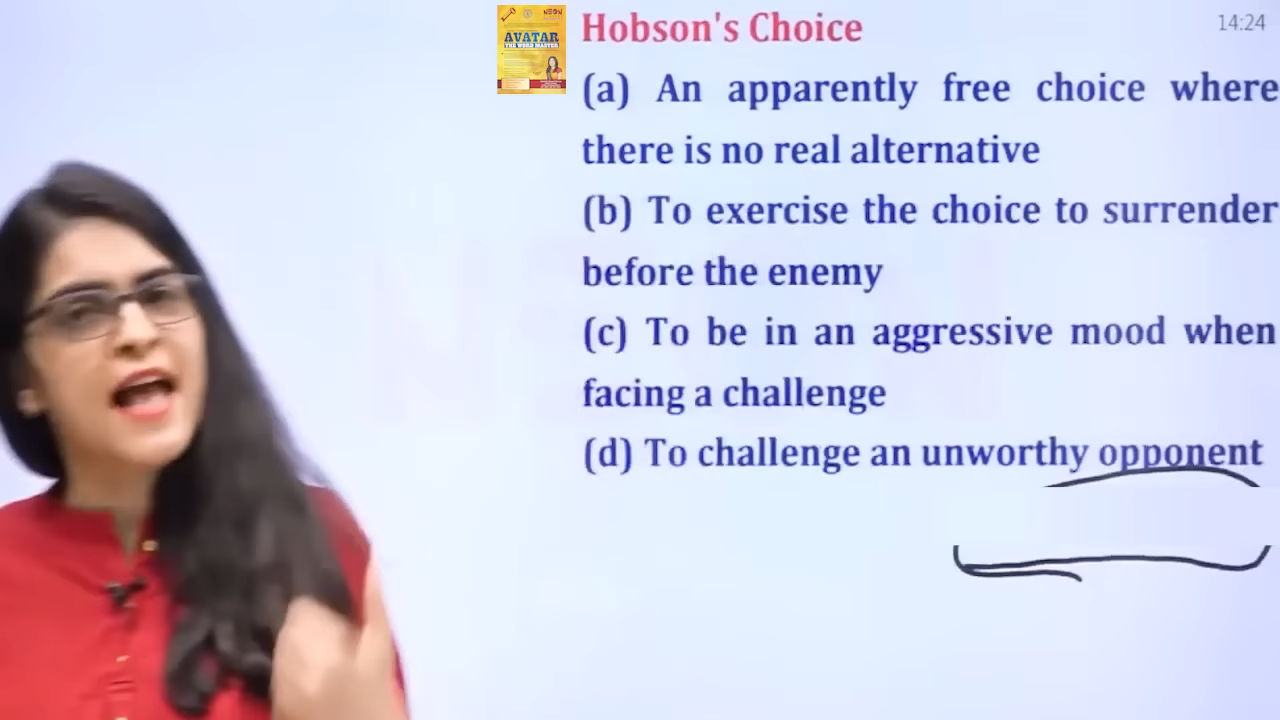 Hobson's Choice
14:24
(a) An apparently free choice where
there is no real alternative
(b) To exercise the choice to surrender
before the enemy
(c) To be in an aggressive mood when
facing a challenge
(d) To challenge an unworthy opponent
NEON
AVATAR
THE WORD MASTER